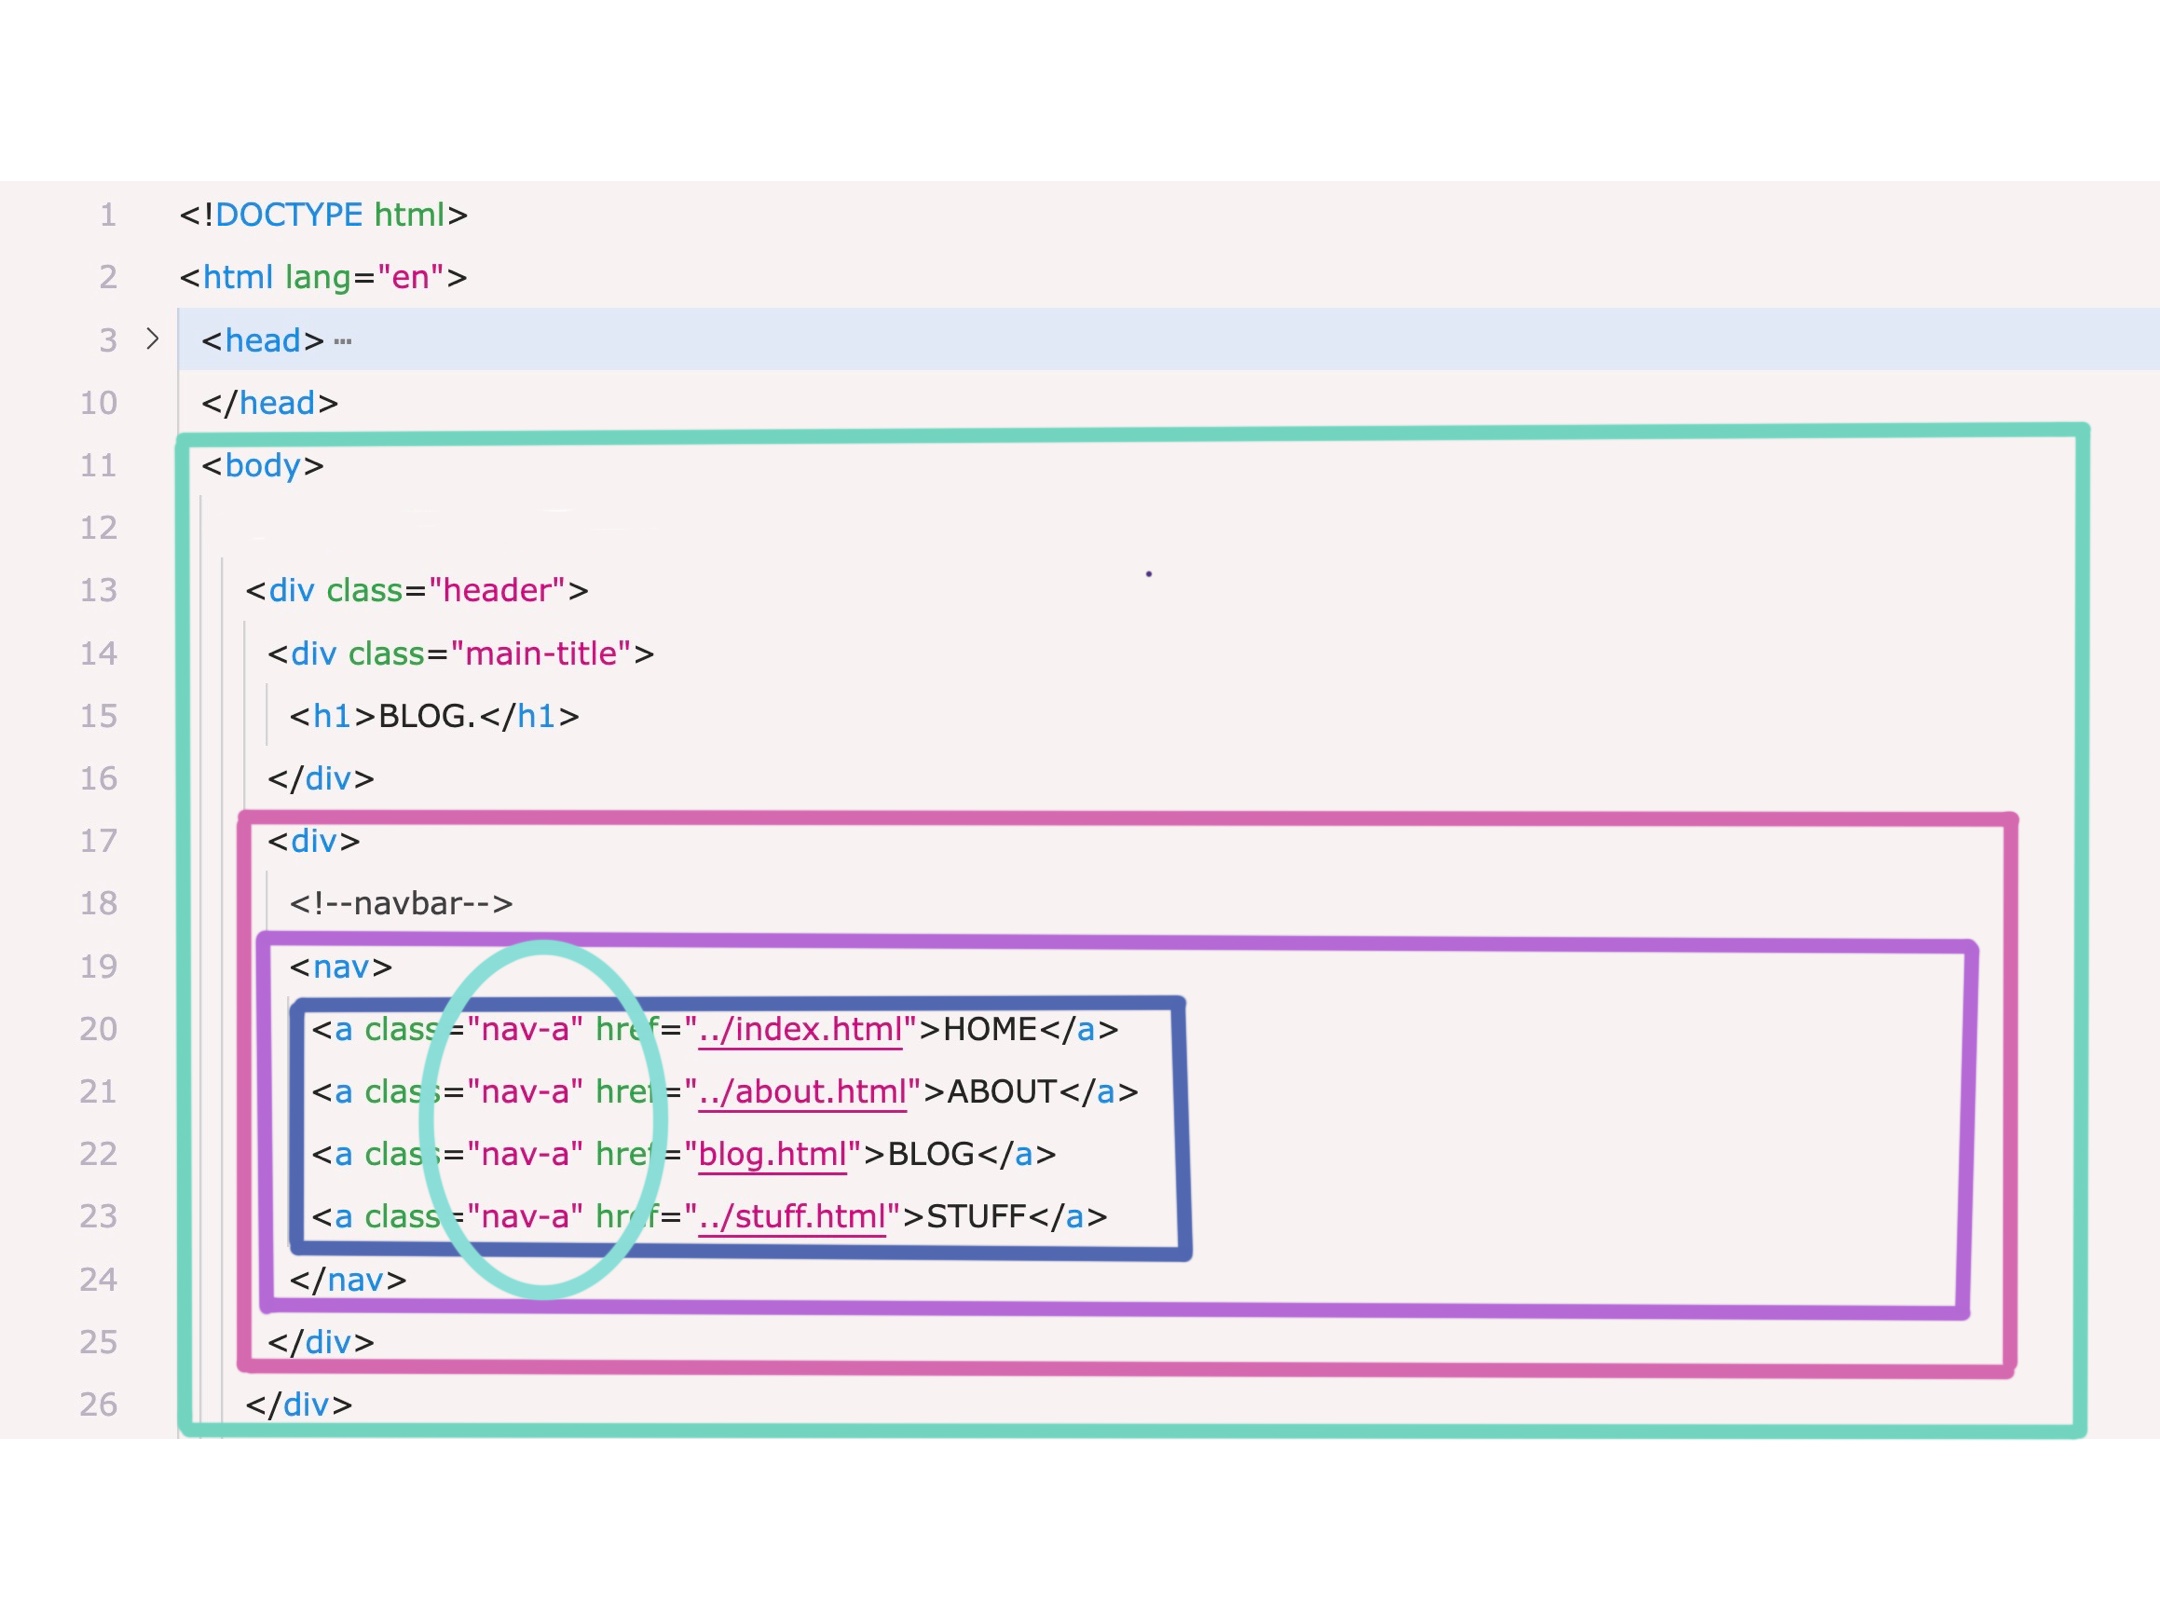 1 <!DOCTYPE html>
2 <html lang="en">
3 > <head> ⋯
10 </head>
11 <body>
12
13 <div class="header">
14 <div class="main-title">
15 <h1>BLOG.</h1>
16 </div>
17 <div>
18 <!--navbar-->
19 <nav>
20 <a class="nav-a" href="../index.html">HOME</a>
21 <a class="nav-a" href="../about.html">ABOUT</a>
22 <a class="nav-a" href="blog.html">BLOG</a>
23 <a class="nav-a" href="../stuff.html">STUFF</a>
24 </nav>
25 </div>
26 </div>